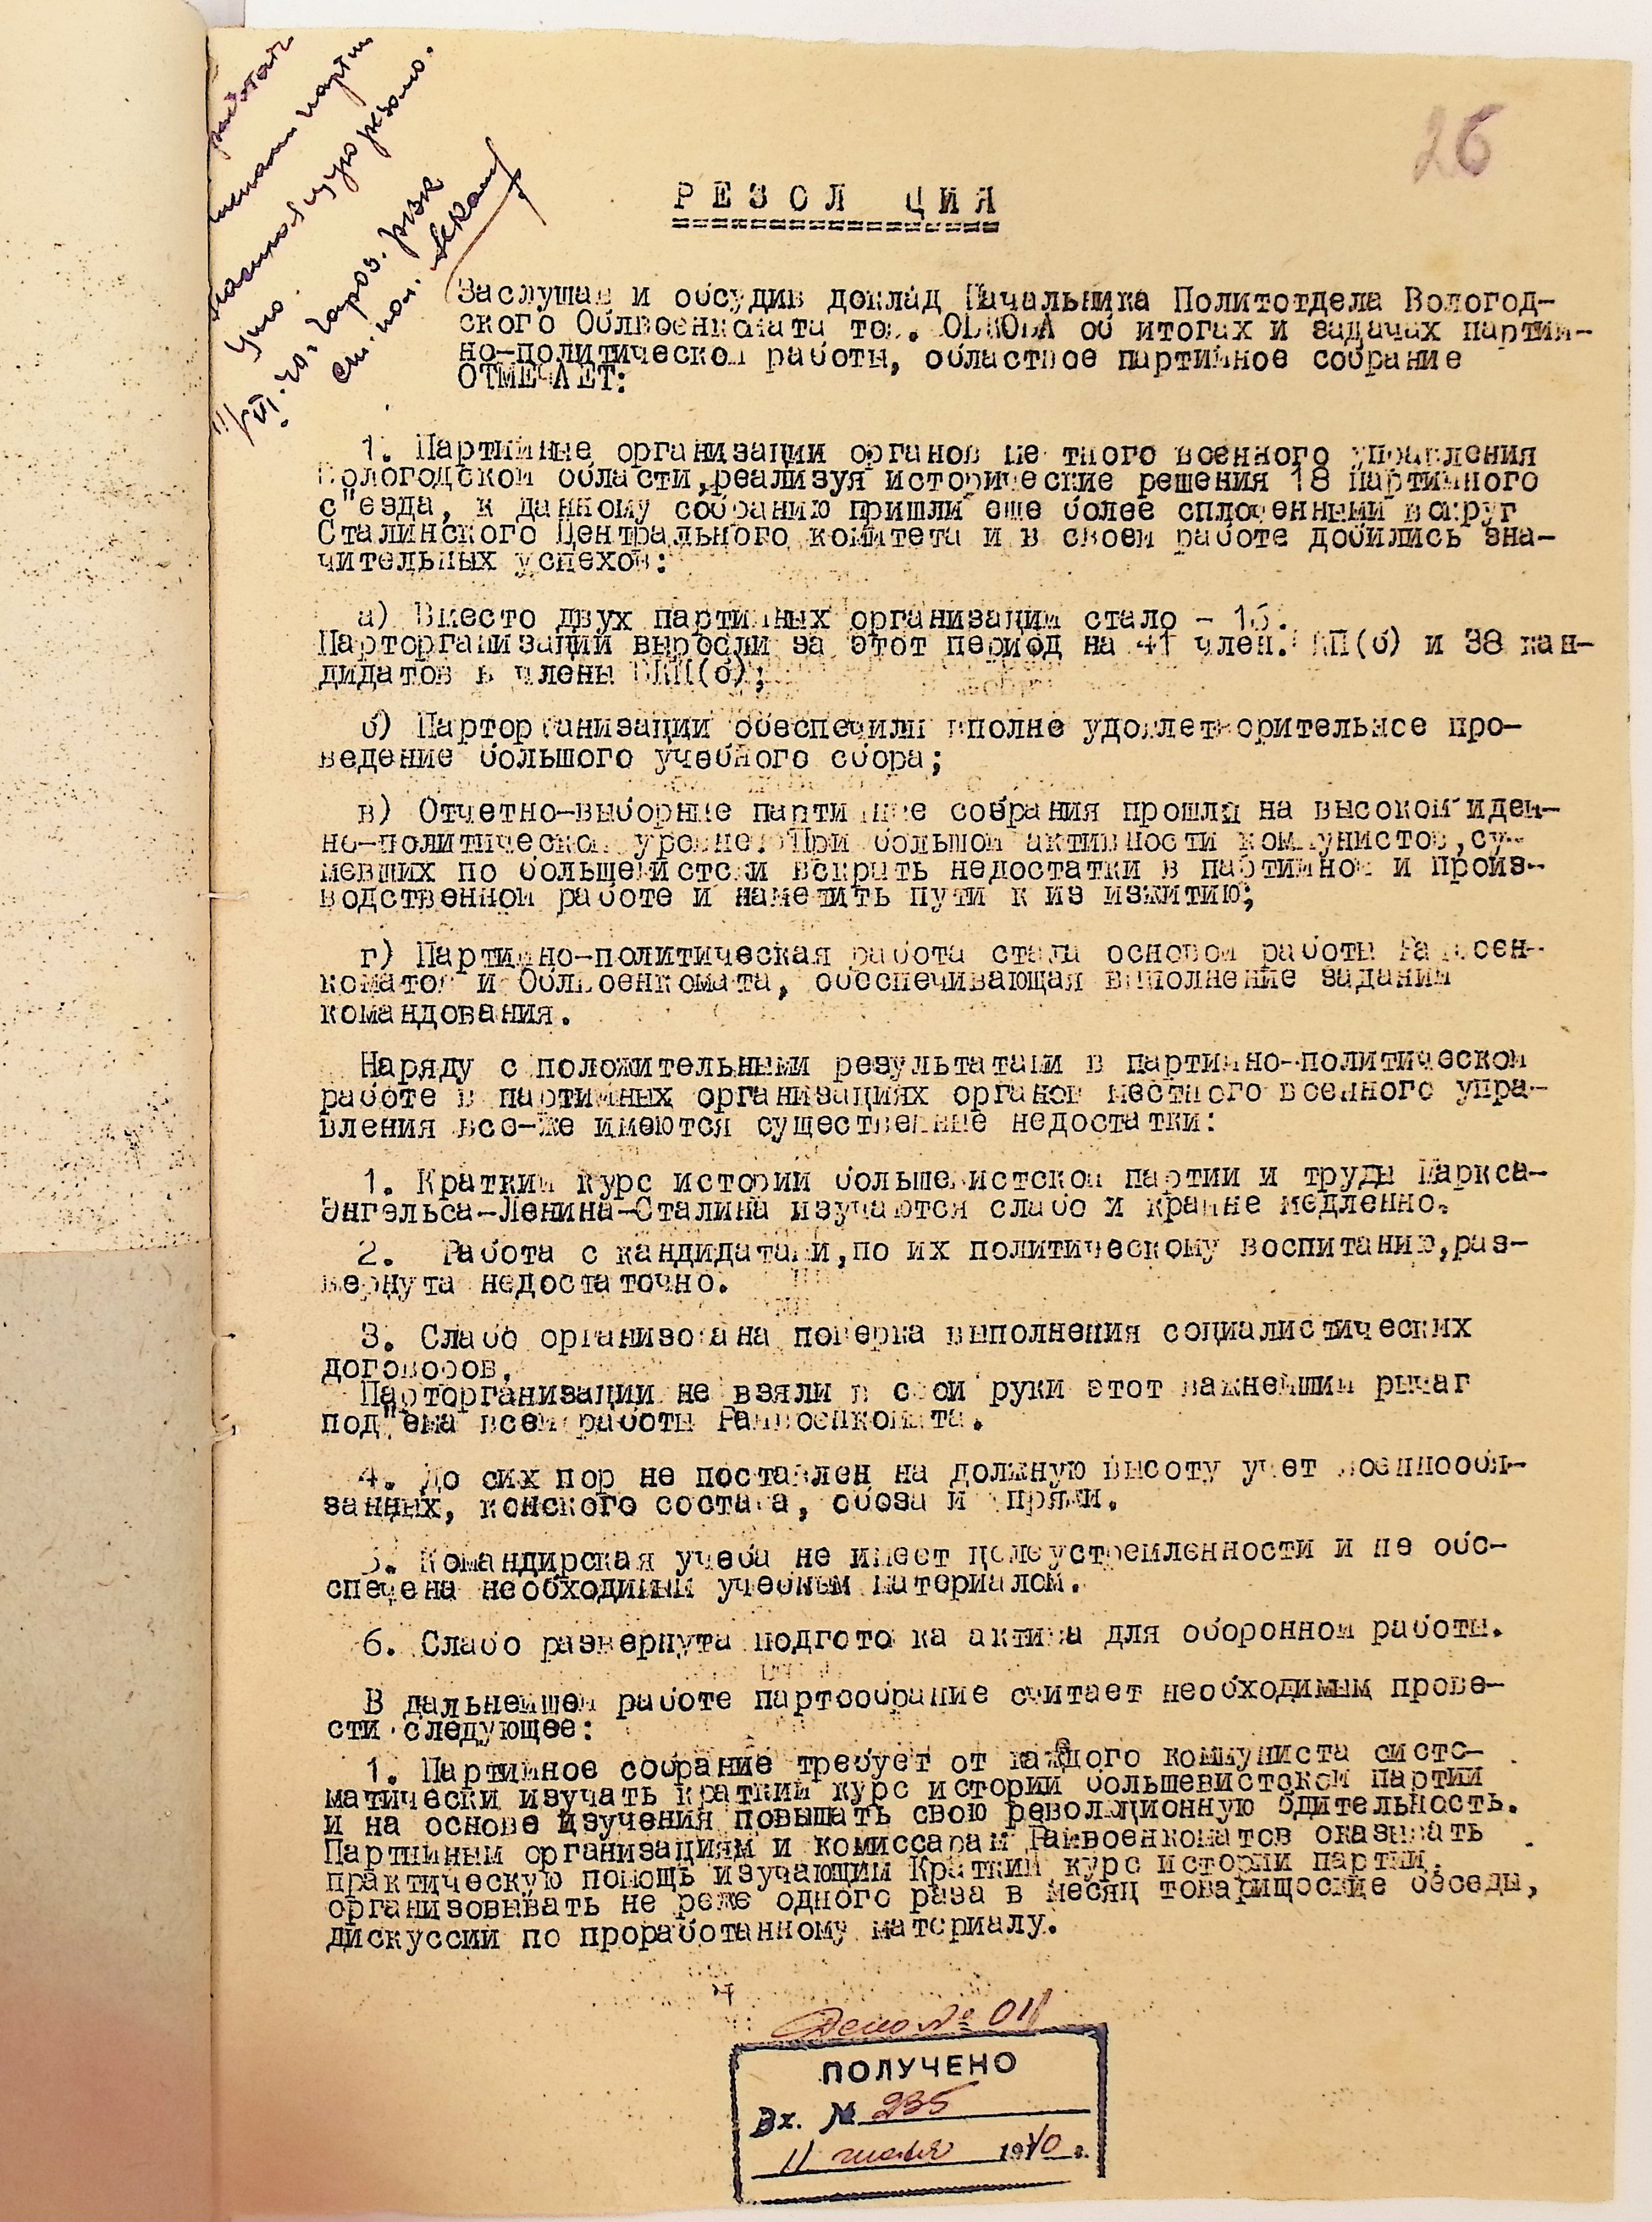 26
РЕЗОЛ ЦИЯ
Заслушав и обсудив доклад Начальника Политотдела Вологод-
ского Облвоенкомата тов. об итогах и задачах партий-
но-политической работы, областное партийное собрание
ОТМЕЧАЕТ:
1. Партийные организации органов местного военного управления
Вологодской области,реализуя исторические решения 18 партийного
с"езда, к данному собранию пришли еще более сплоченными вокруг
Сталинского Центрального комитета и в своей работе добились зна-
чительных успехов:
а) Вместо двух партийных организаций стало -
Парторганизаций выросли за этот период на 41 член. ВКП(б) и 38 кан-
дидатов в члены ВКП(б);
б) Парторганизации обеспечили вполне удовлетворительное про-
ведение большого учебного сбора;
в) Отчетно-выборные партийные собрания прошли на высоком идей-
но-политическом уровне. При большой активности коммунистов,су-
мевших по большевистски вскрыть недостатки в партийной и произ-
водственной работе и наметить пути к из изжитию;
г) Партийно-политическая работа стала основой работы Райвоен-
коматов и Облвоенкомата, обеспечивающая выполнение заданий
командования.
Наряду с положительными результатами в партийно-политической
работе в партийных организациях органов местного военного упра-
вления все-же имеются существенные недостатки:
1. Краткий курс истории большевистской партии и труды Маркса-
Энгельса-Ленина-Сталина изучаются слабо и крайне медленно.
2. Работа с кандидатами,по их политическому воспитанию,раз-
вернута недостаточно.
3. Слабо организована поверка выполнения социалистических
договоров.
Парторганизации не взяли в свои руки этот важнейший рычаг
под"ема всей работы Райвоенкомата.
4. До сих пор не поставлен на должную высоту учет военнообя-
занных, конского состава, обоза и упряжи.
5. Командирская учеба не имеет целеустремленности и не обе-
спечена необходимым учебным материалом.
6. Слабо развернута подготовка актива для оборонной работы.
В дальнейшей работе партсобрание считает необходимым прове-
сти следующее:
1. Партийное собрание требует от каждого коммуниста систе-
матически изучать краткий курс истории большевистской партии
и на основе изучения повышать свою революционную бдительность.
Партийным организациям и комиссарам Райвоенкоматов оказывать
практическую помощь изучающим Краткий курс истории партии,
организовывать не реже одного раза в месяц товарищеские беседы,
дискуссии по проработанному материалу.
Дело № 01
ПОЛУЧЕНО
Вх. № 235
11 1940 г.